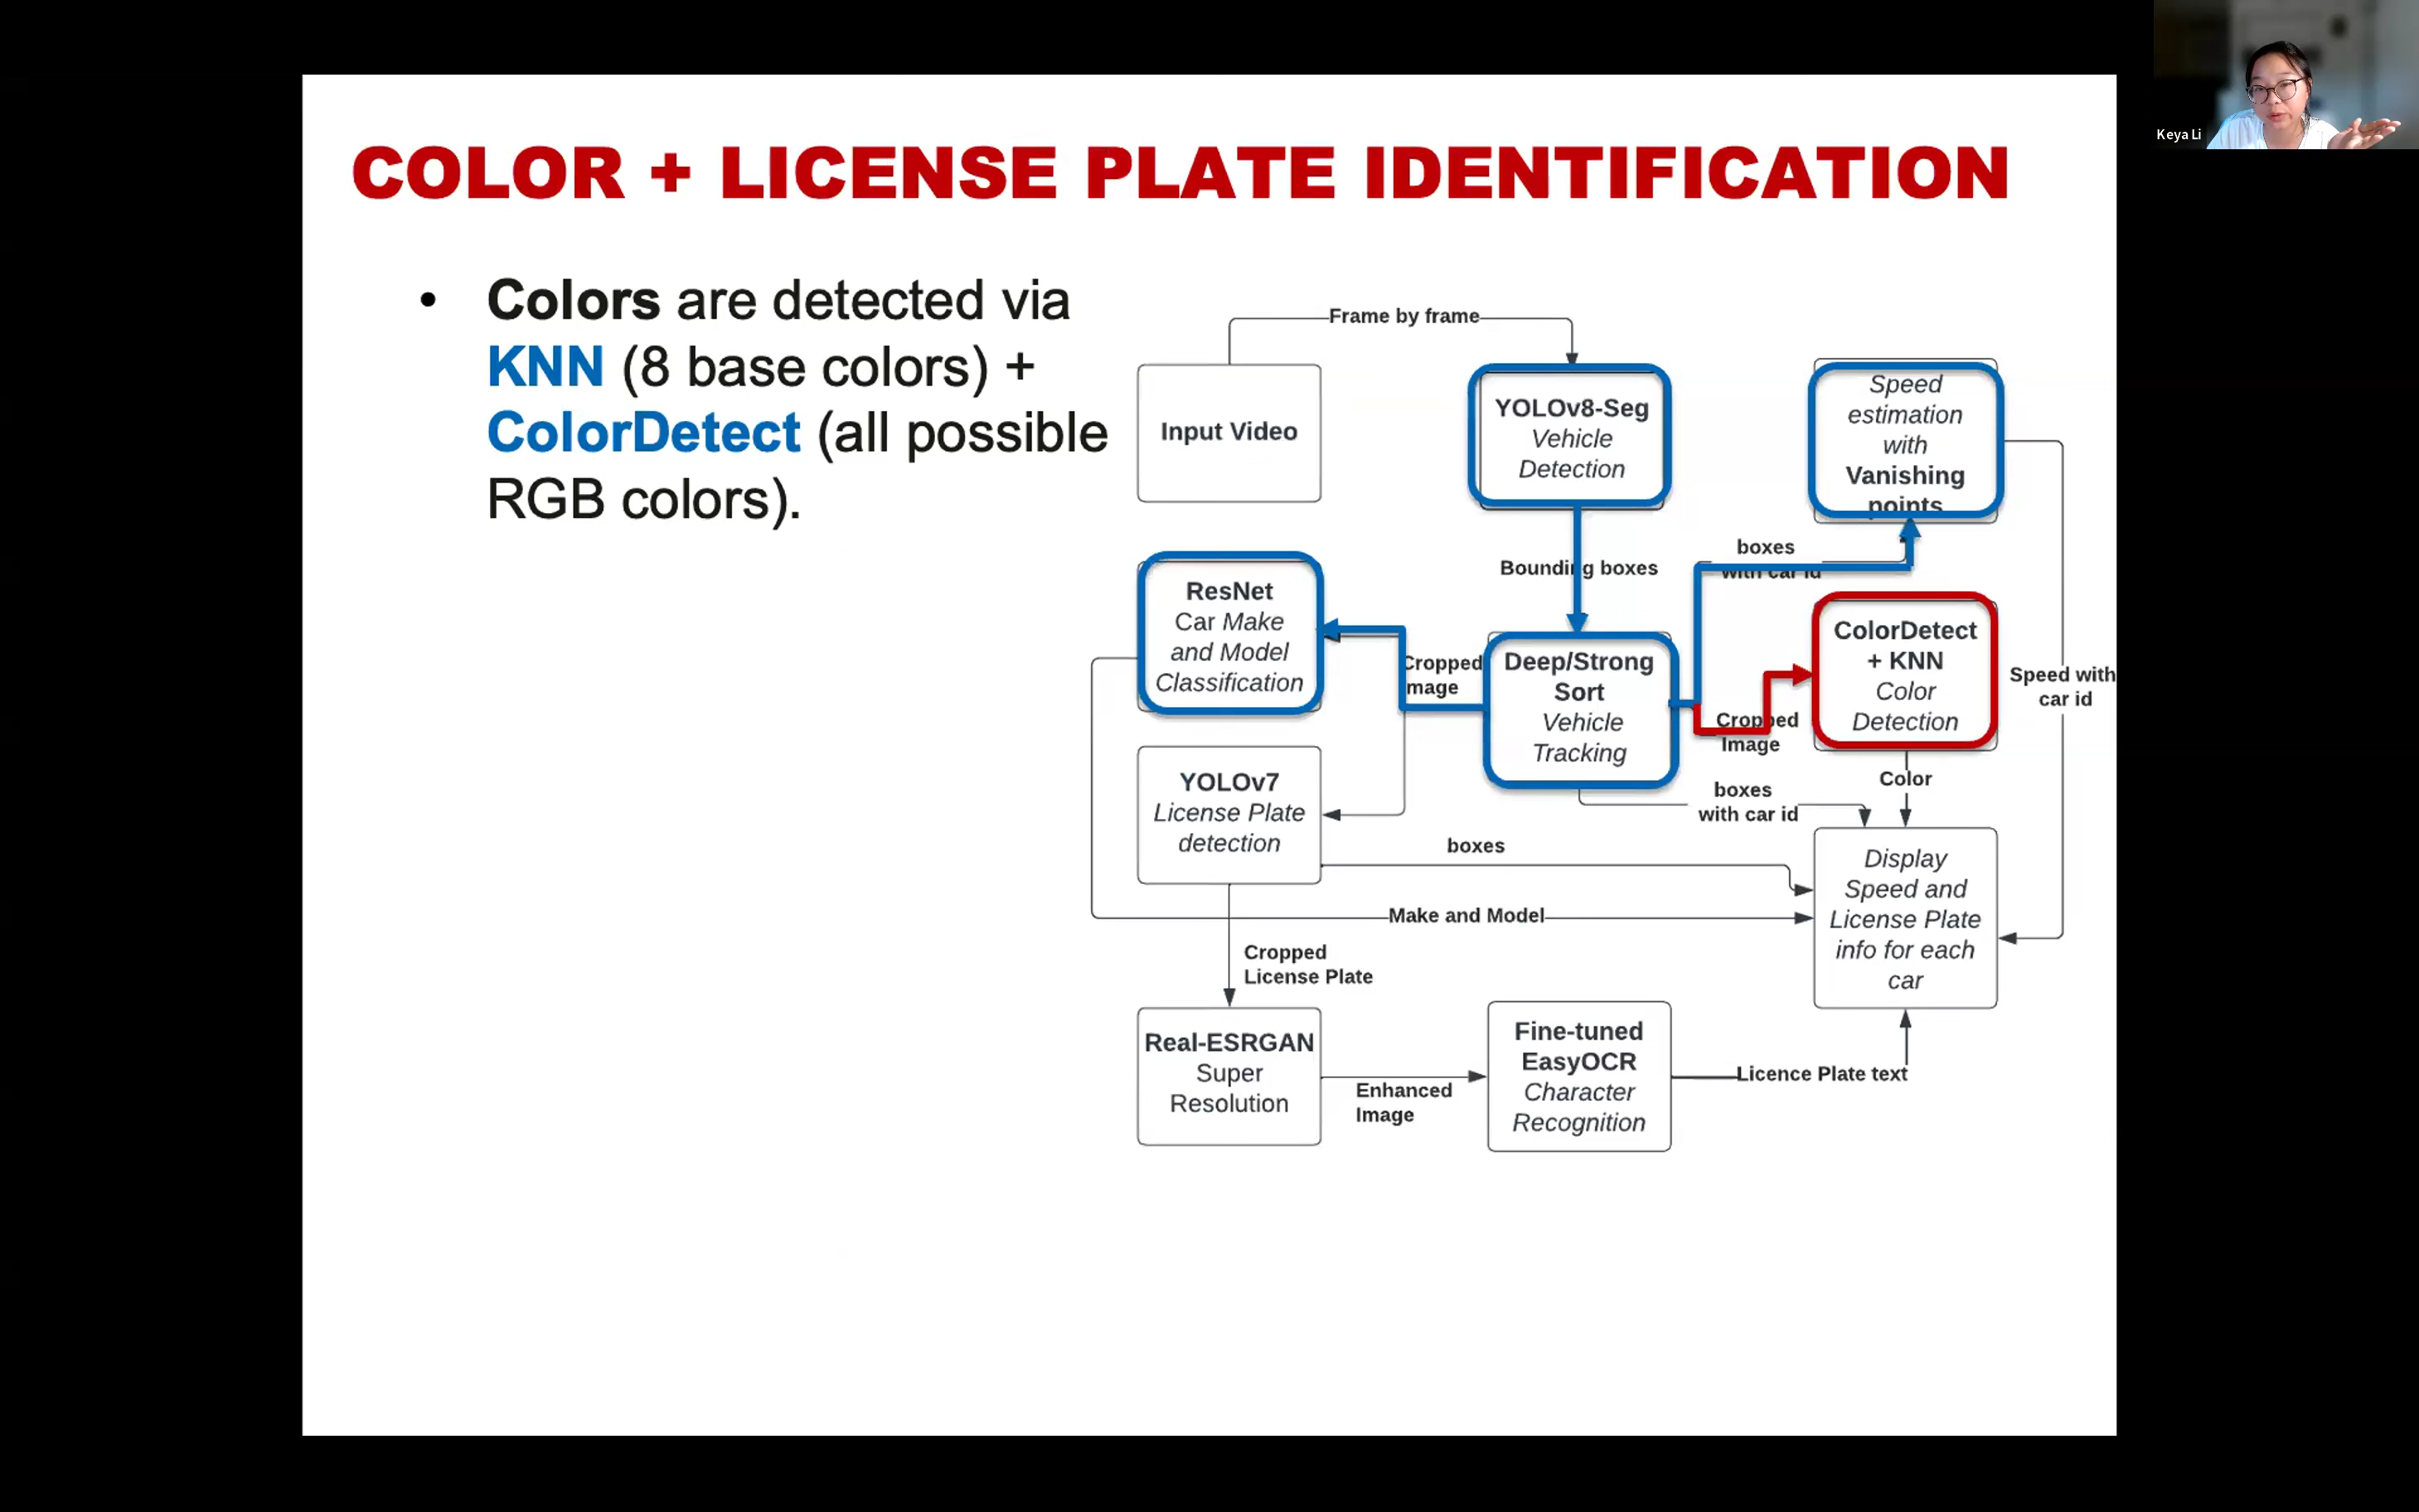 Keya Li
COLOR + LICENSE PLATE IDENTIFICATION
• Colors are detected via
KNN (8 base colors) +
ColorDetect (all possible
RGB colors).
Frame by frame
Input Video
YOLOv8-Seg
Vehicle
Detection
Speed
estimation
with
Vanishing
points
Bounding boxes
boxes
with car id
ResNet
Car Make
and Model
Classification
Cropped
Image
Deep/Strong
Sort
Vehicle
Tracking
Cropped
Image
ColorDetect
+ KNN
Color
Detection
Speed with
car id
YOLOv7
License Plate
detection
boxes
with car id
Color
boxes
Make and Model
Display
Speed and
License Plate
info for each
car
Cropped
License Plate
Real-ESRGAN
Super
Resolution
Enhanced
Image
Fine-tuned
EasyOCR
Character
Recognition
Licence Plate text